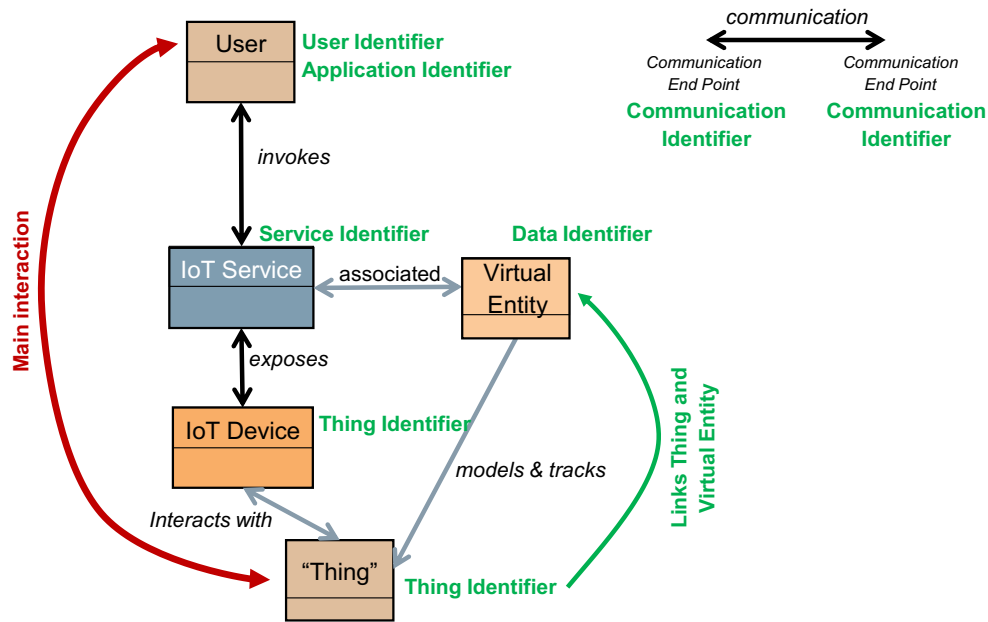 communication
User
User Identifier
Application Identifier
Communication
End Point
Communication
Identifier
Communication
End Point
Communication
Identifier
invokes
Main interaction
Service Identifier
Data Identifier
IoT Service
associated
Virtual
Entity
exposes
IoT Device
Thing Identifier
models & tracks
Links Thing and
Virtual Entity
Interacts with
“Thing”
Thing Identifier